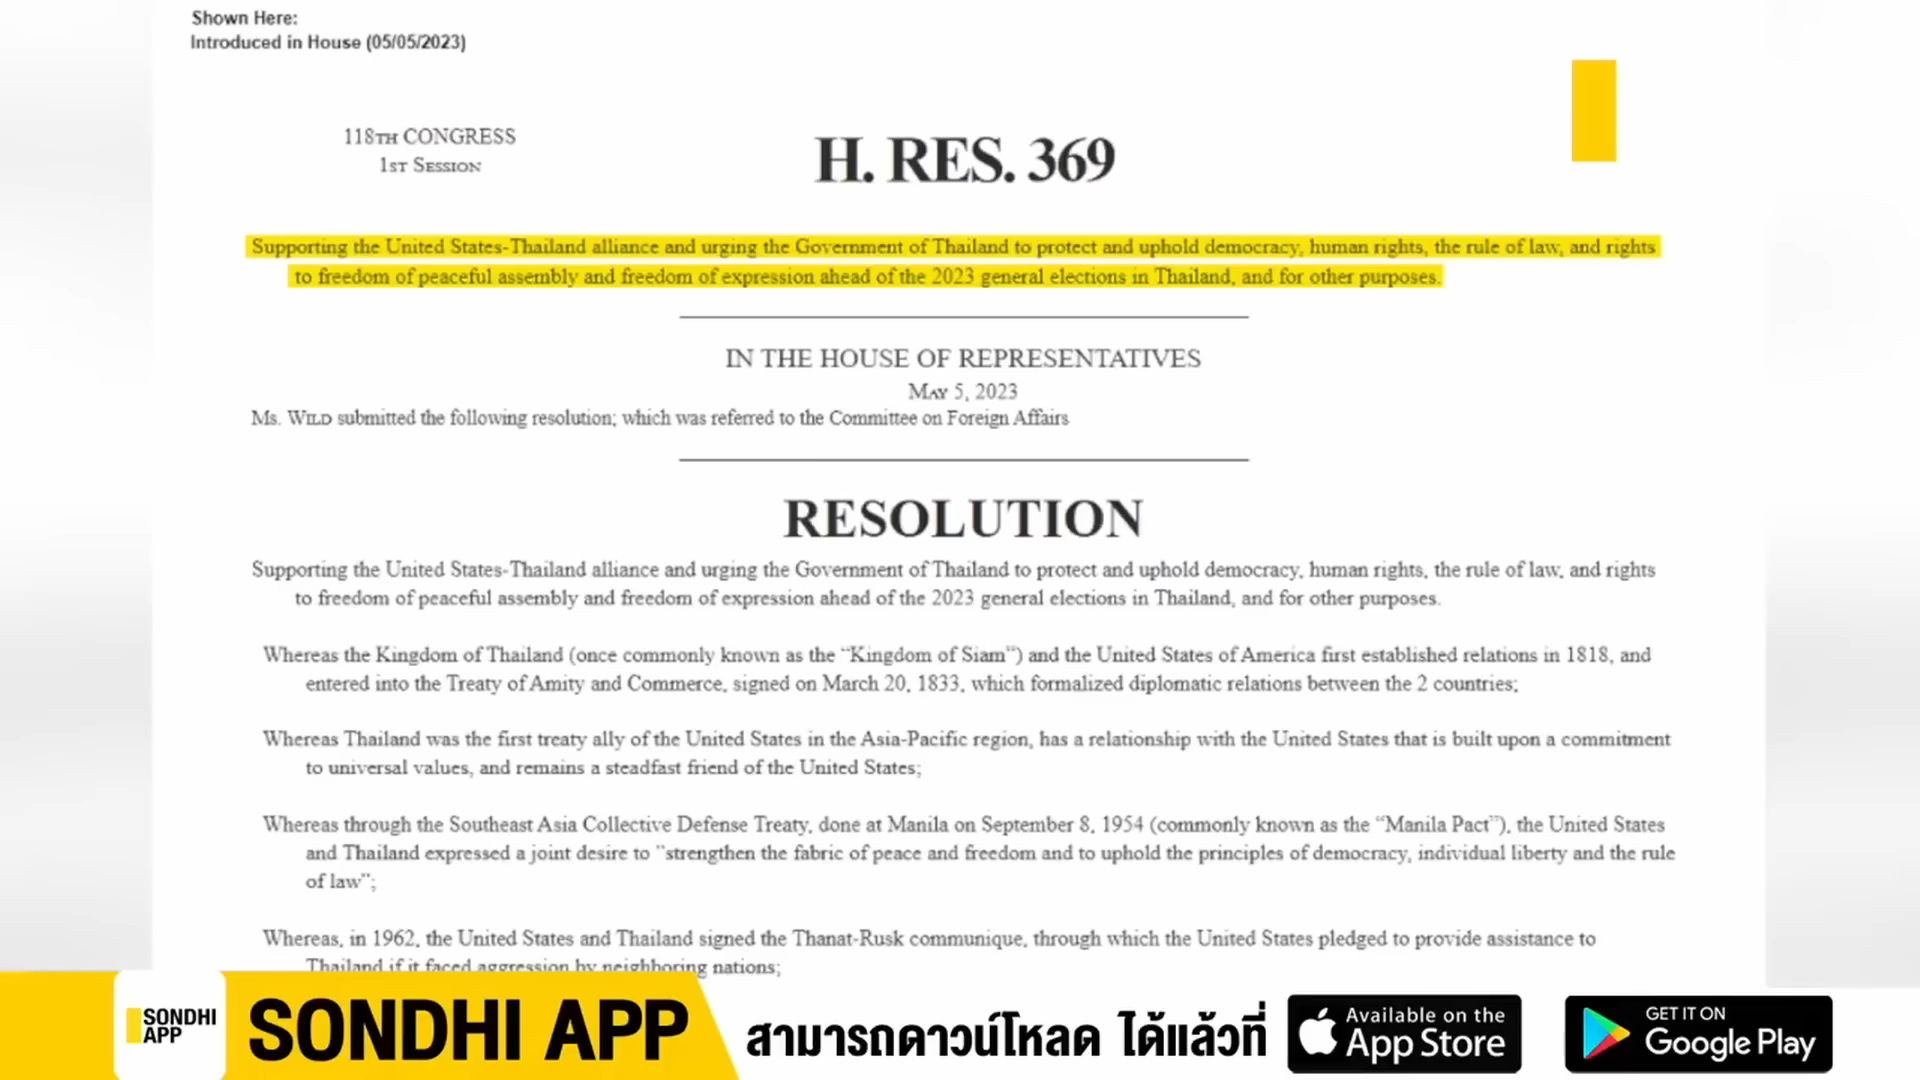 Shown Here:
Introduced in House (05/05/2023)
118TH CONGRESS
1ST SESSION
H. RES. 369
Supporting the United States-Thailand alliance and urging the Government of Thailand to protect and uphold democracy, human rights, the rule of law, and rights
to freedom of peaceful assembly and freedom of expression ahead of the 2023 general elections in Thailand, and for other purposes.
IN THE HOUSE OF REPRESENTATIVES
MAY 5, 2023
Ms. WILD submitted the following resolution; which was referred to the Committee on Foreign Affairs
RESOLUTION
Supporting the United States-Thailand alliance and urging the Government of Thailand to protect and uphold democracy, human rights, the rule of law, and rights
to freedom of peaceful assembly and freedom of expression ahead of the 2023 general elections in Thailand, and for other purposes.
Whereas the Kingdom of Thailand (once commonly known as the “Kingdom of Siam”) and the United States of America first established relations in 1818, and
entered into the Treaty of Amity and Commerce, signed on March 20, 1833, which formalized diplomatic relations between the 2 countries;
Whereas Thailand was the first treaty ally of the United States in the Asia-Pacific region, has a relationship with the United States that is built upon a commitment
to universal values, and remains a steadfast friend of the United States;
Whereas through the Southeast Asia Collective Defense Treaty, done at Manila on September 8, 1954 (commonly known as the “Manila Pact”), the United States
and Thailand expressed a joint desire to “strengthen the fabric of peace and freedom and to uphold the principles of democracy, individual liberty and the rule
of law”;
Whereas, in 1962, the United States and Thailand signed the Thanat-Rusk communique, through which the United States pledged to provide assistance to
Thailand if it faced aggression by neighboring nations;
SONDHI
APP
SONDHI APP
สามารถดาวน์โหลด ได้แล้วที่
Available on the
App Store
GET IT ON
Google Play